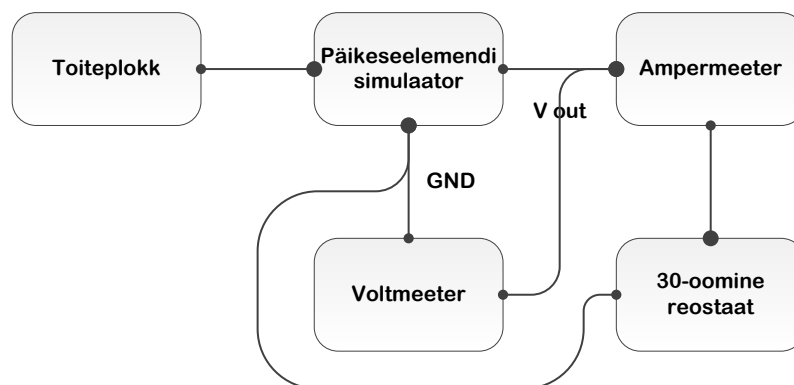 Toiteplokk
Päikeseelemendi
simulaator
Ampermeeter
V out
GND
Voltmeeter
30-oomine
reostaat